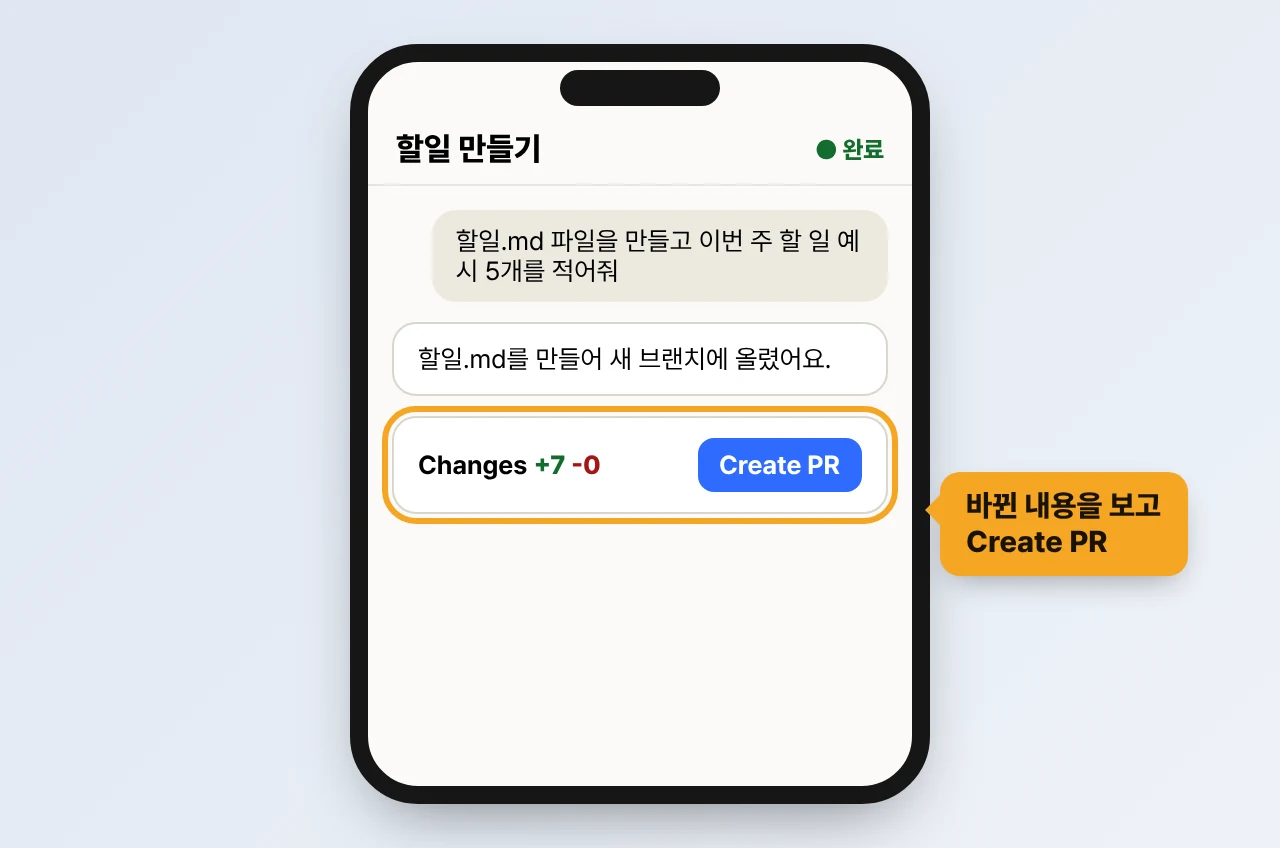 할일 만들기
완료
할일.md 파일을 만들고 이번 주 할 일 예
시 5개를 적어줘
할일.md를 만들어 새 브랜치에 올렸어요.
Changes +7 -0
Create PR
바뀐 내용을 보고
Create PR